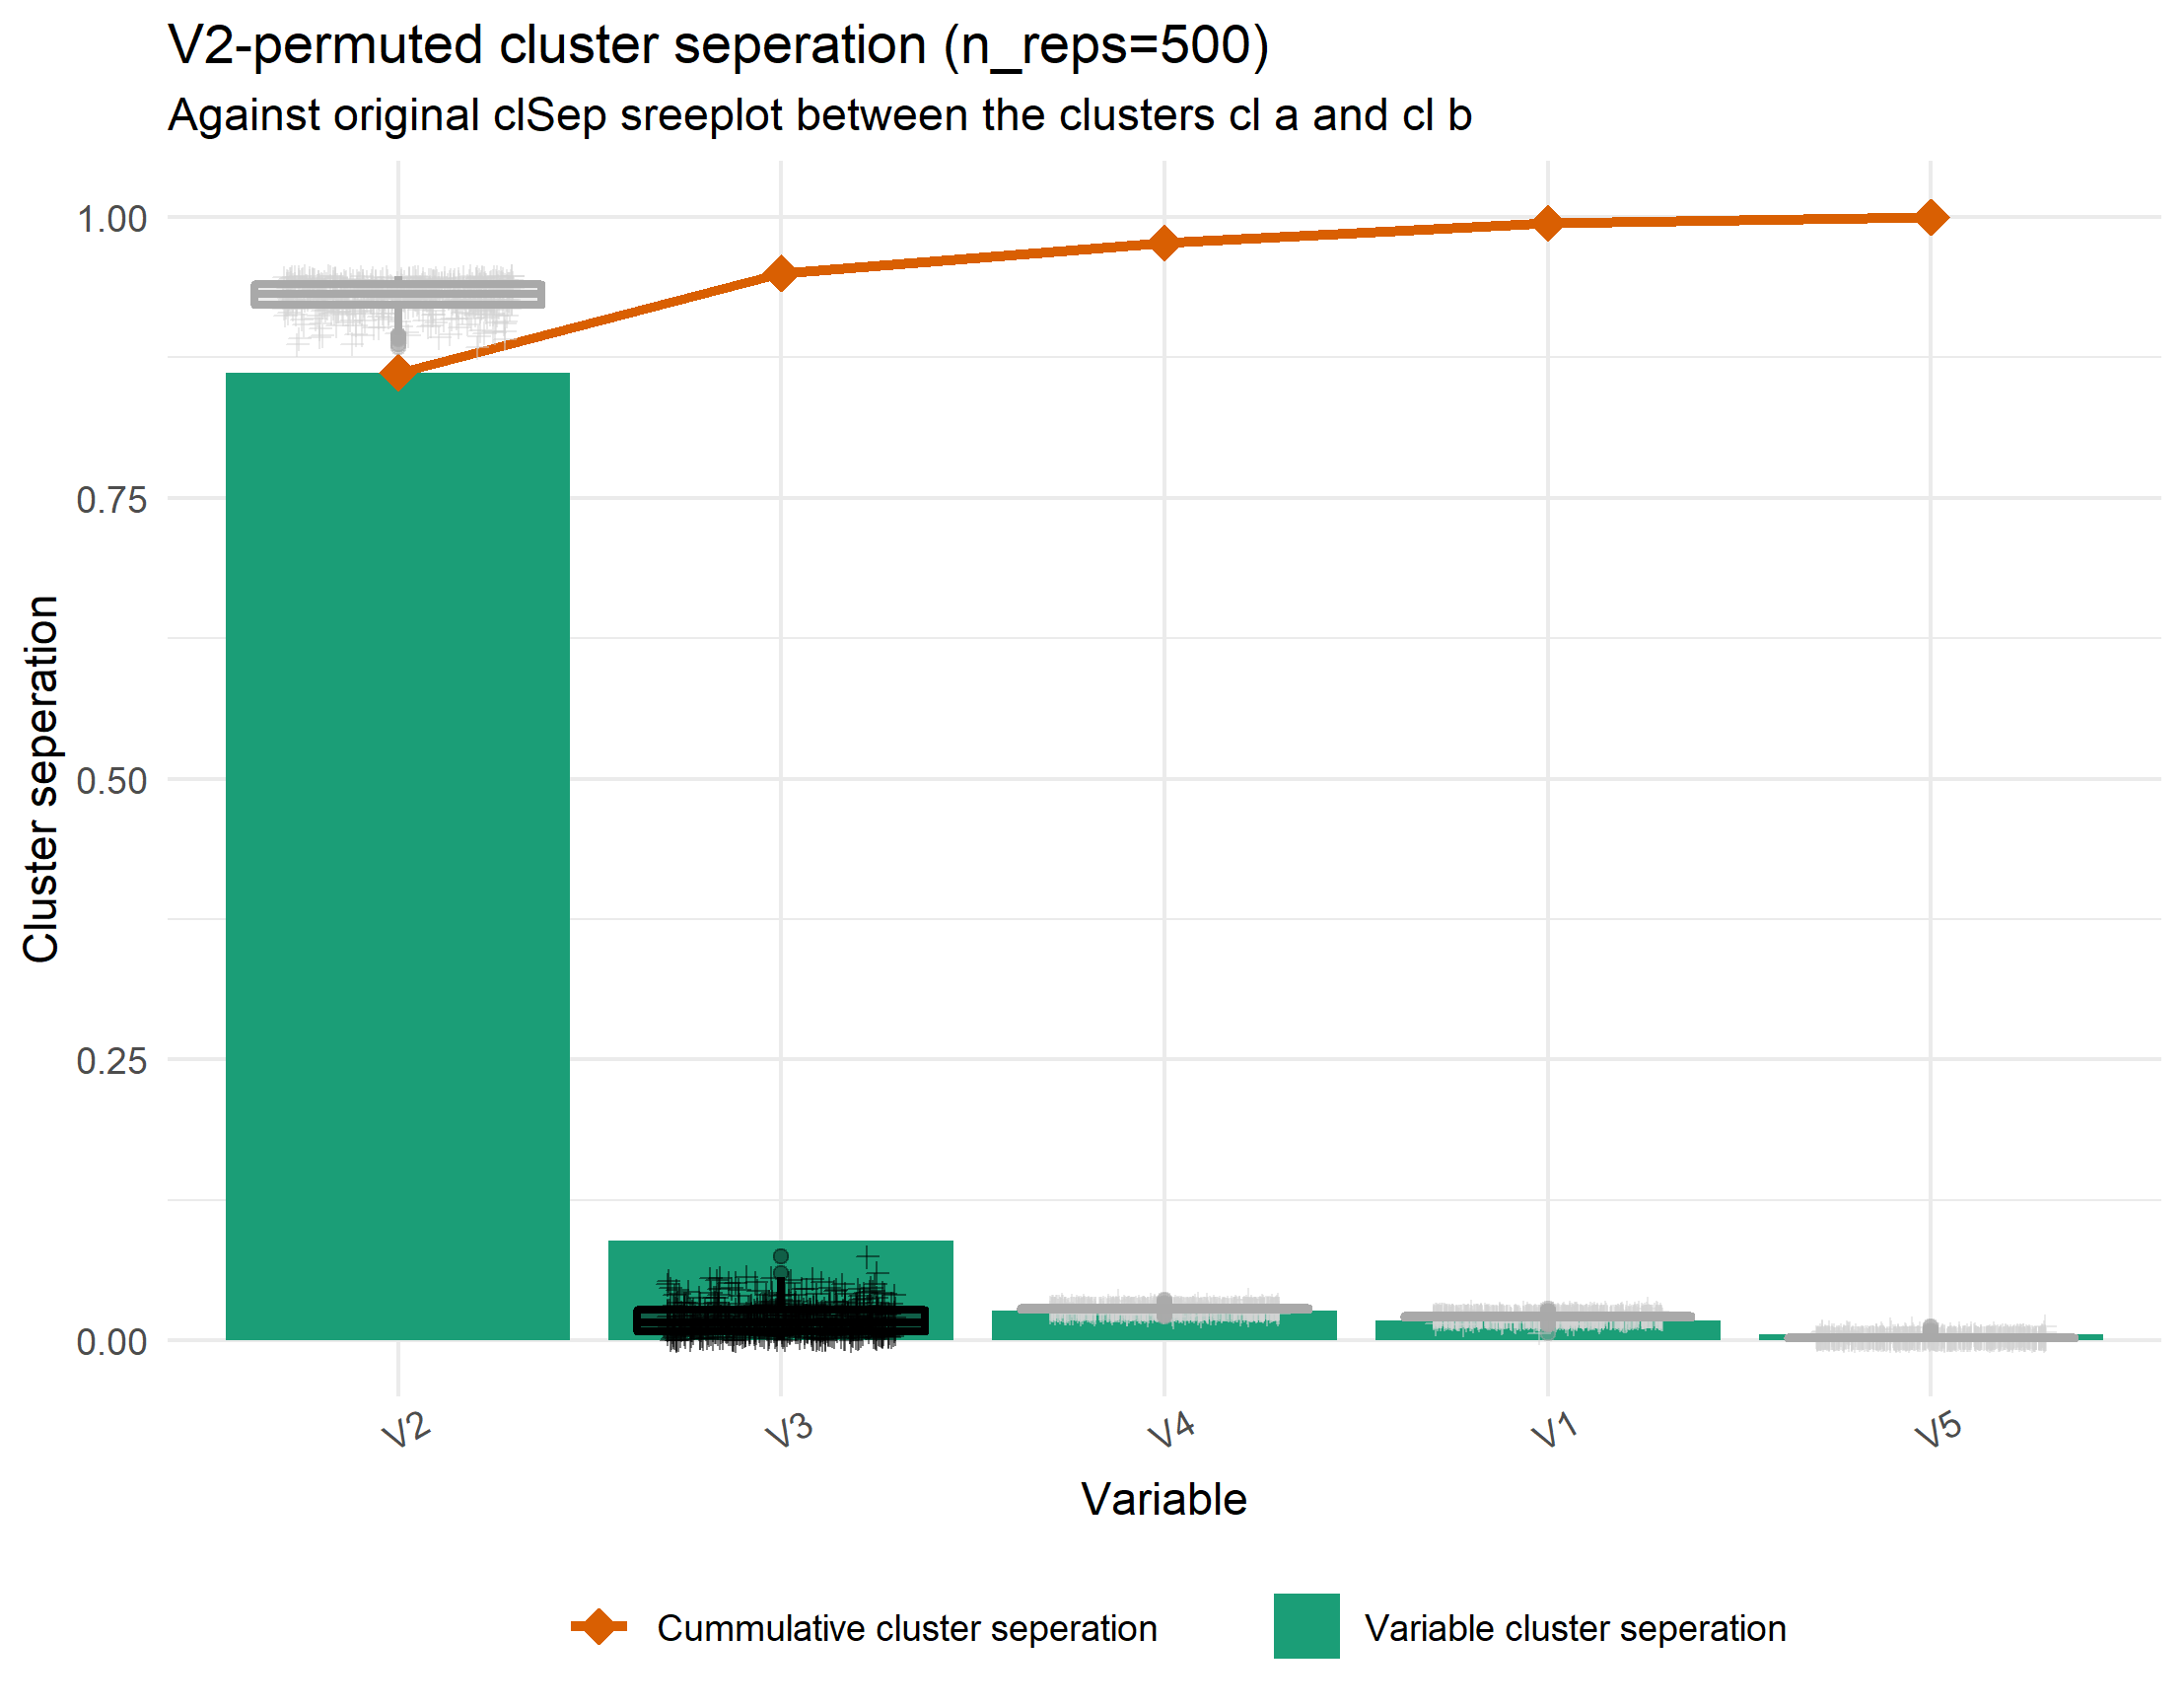 V2-permuted cluster seperation (n_reps=500)
Against original clSep sreeplot between the clusters cl a and cl b
Cluster seperation
1.00
0.75
0.50
0.25
0.00
V2
V3
V4
V1
V5
Variable
Cummulative cluster seperation
Variable cluster seperation